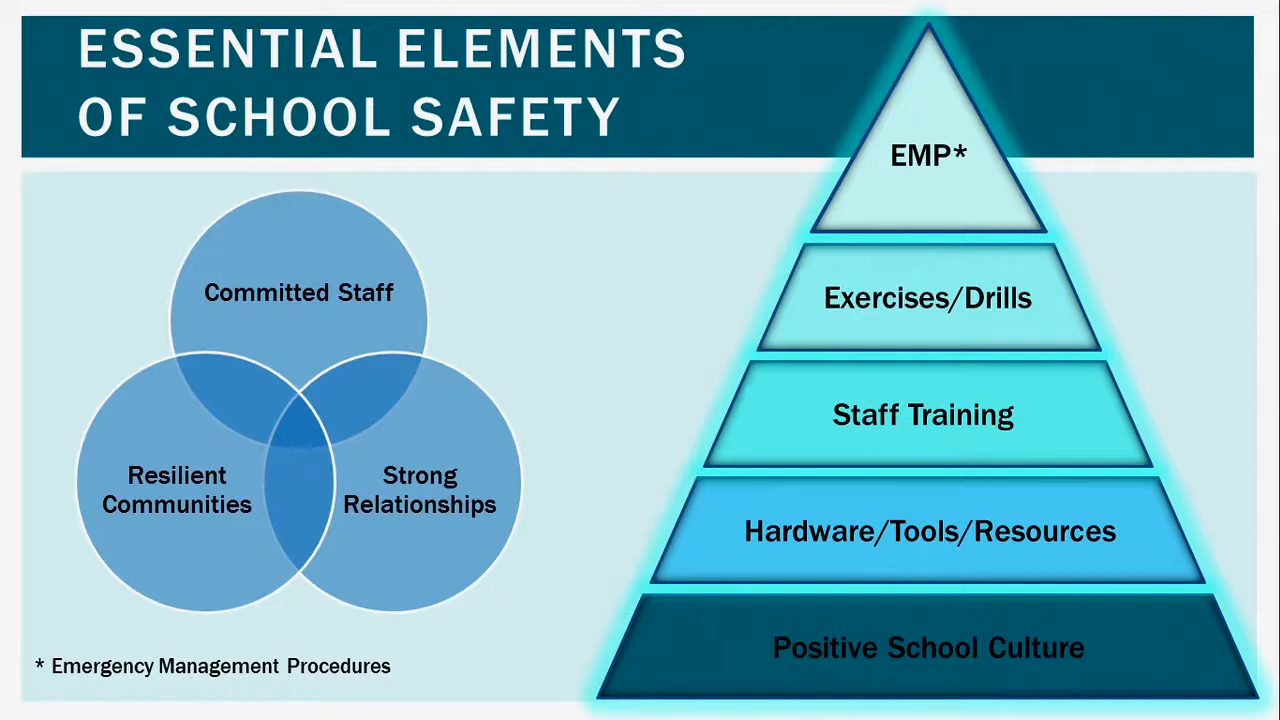 ESSENTIAL ELEMENTS
OF SCHOOL SAFETY
Committed Staff
Resilient
Communities
Strong
Relationships
* Emergency Management Procedures
EMP*
Exercises/Drills
Staff Training
Hardware/Tools/Resources
Positive School Culture